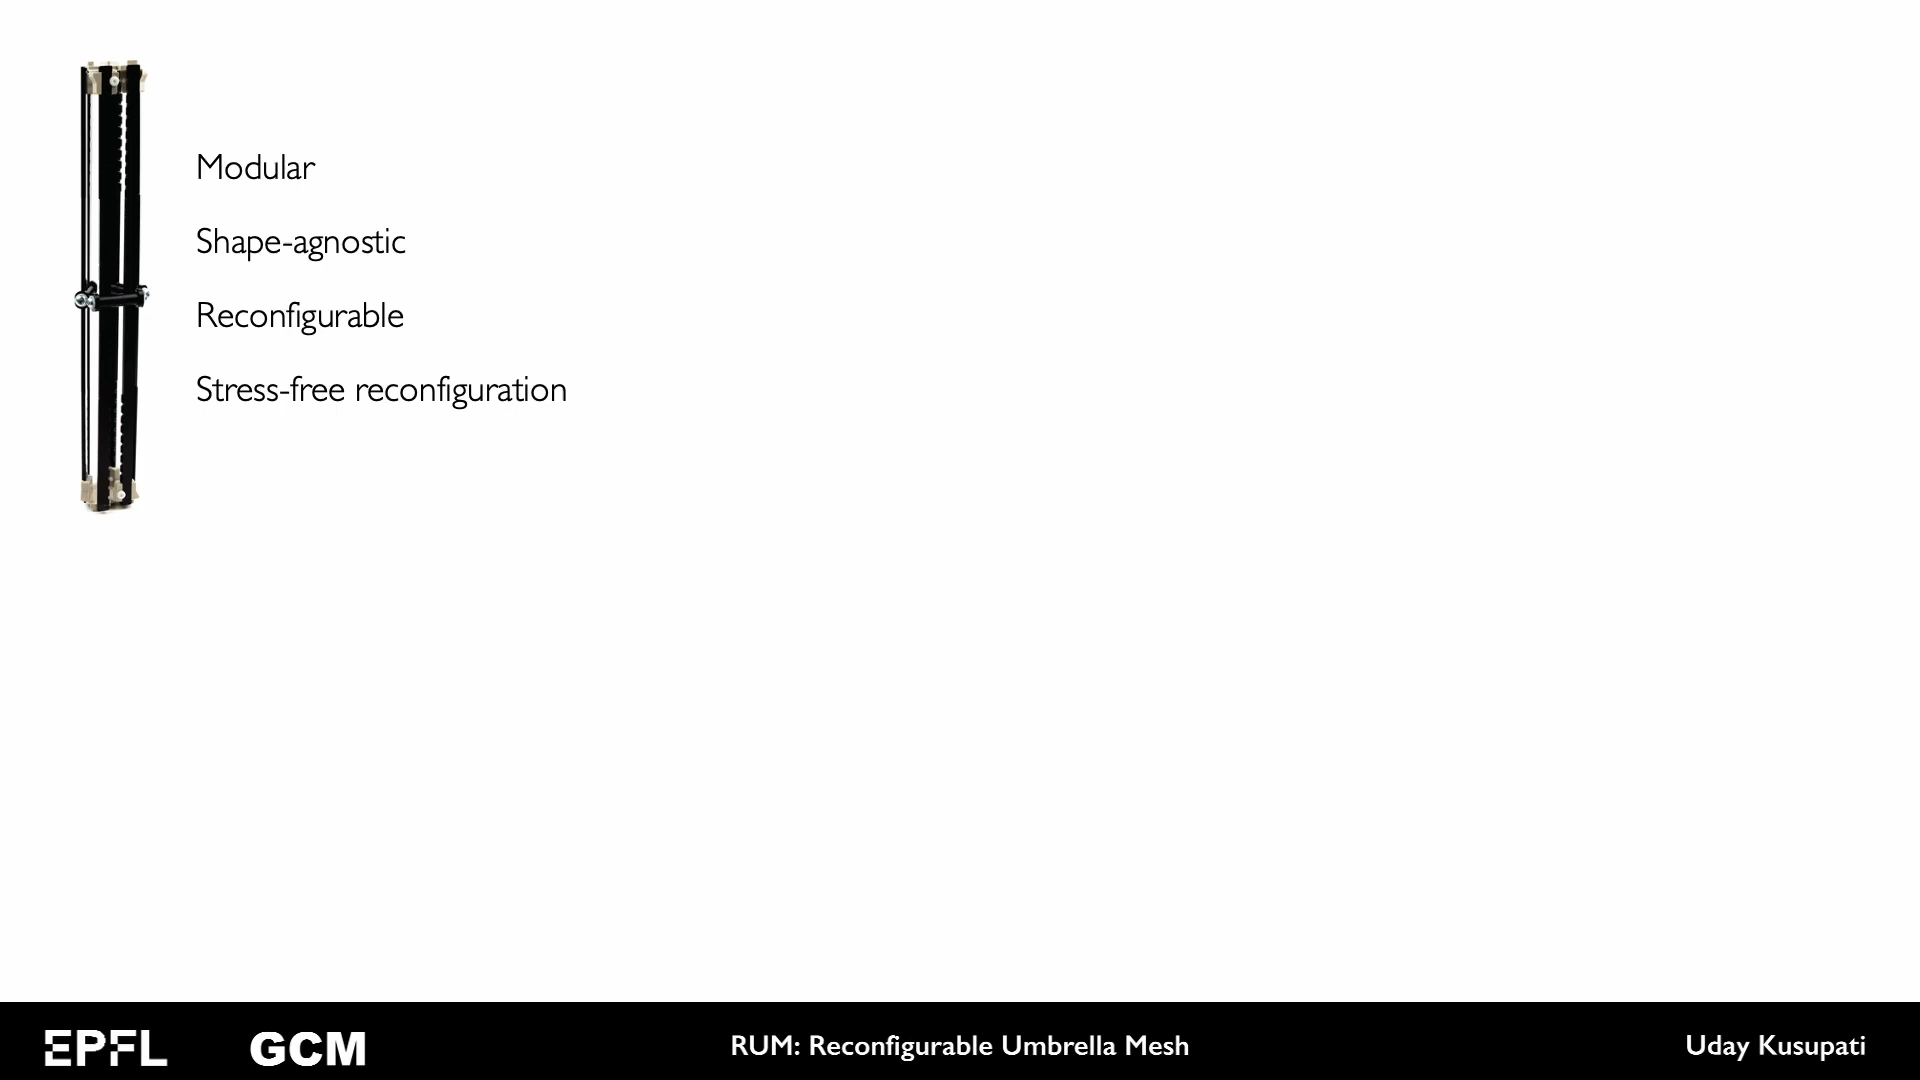 Modular
Shape-agnostic
Reconfigurable
Stress-free reconfiguration
EPFL
GCM
RUM: Reconfigurable Umbrella Mesh
Uday Kusupati